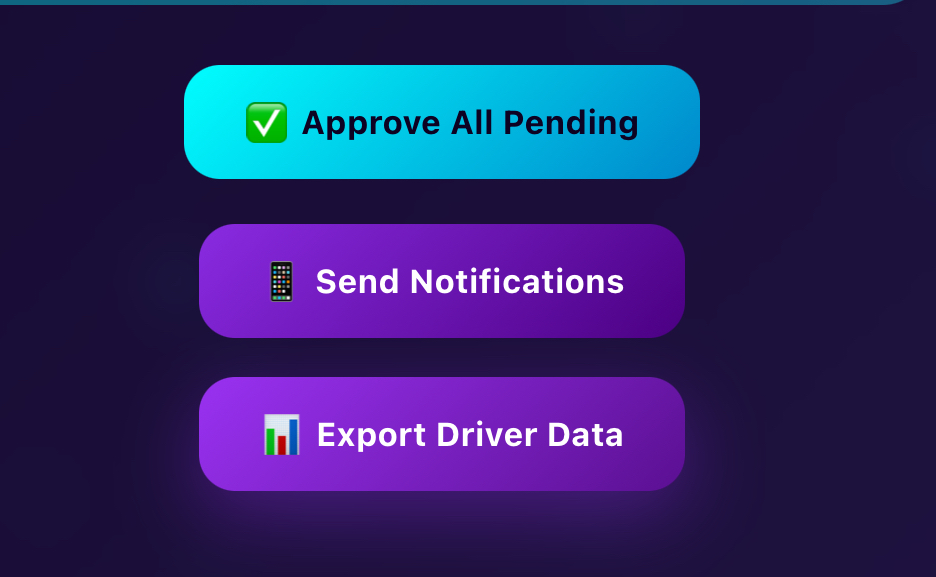 ✅ Approve All Pending
📱 Send Notifications
📊 Export Driver Data